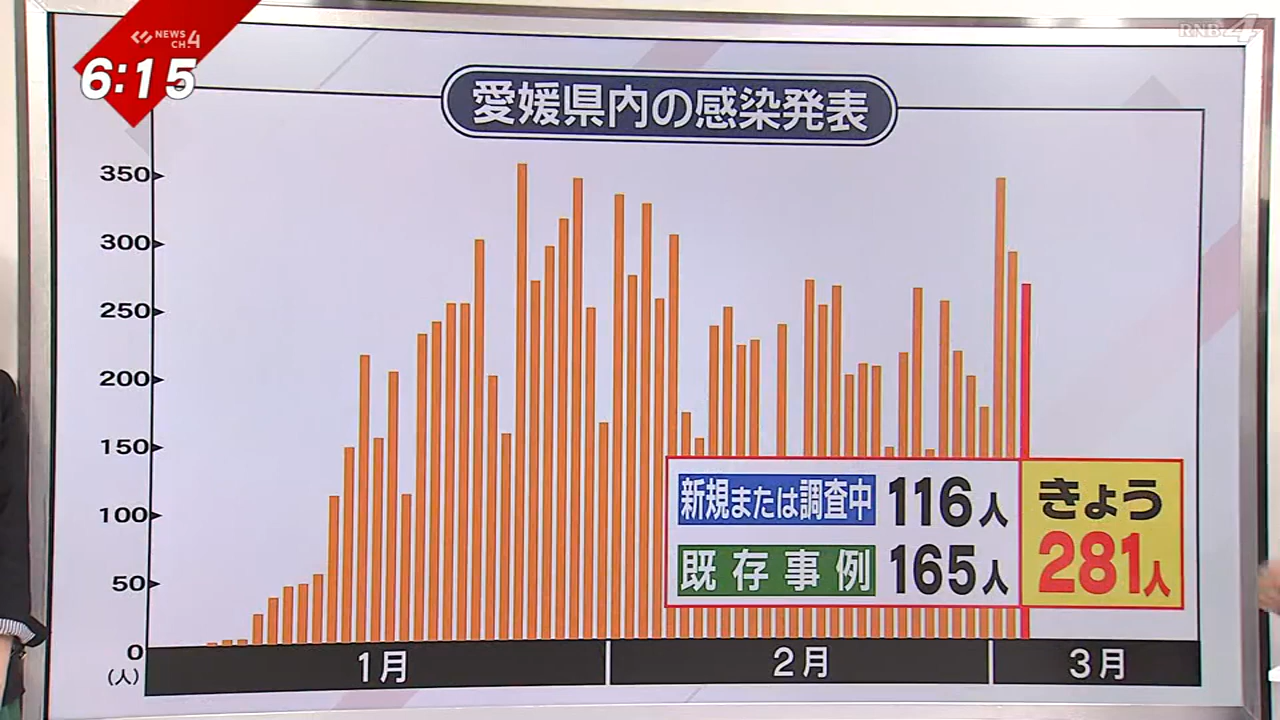 NEWS
CH.4
6:15
RNB 4
愛媛県内の感染発表
350
300
250
200
150
100
50
0
(人)
1月
2月
3月
新規または調査中 116人
既存事例 165人
きょう
281人